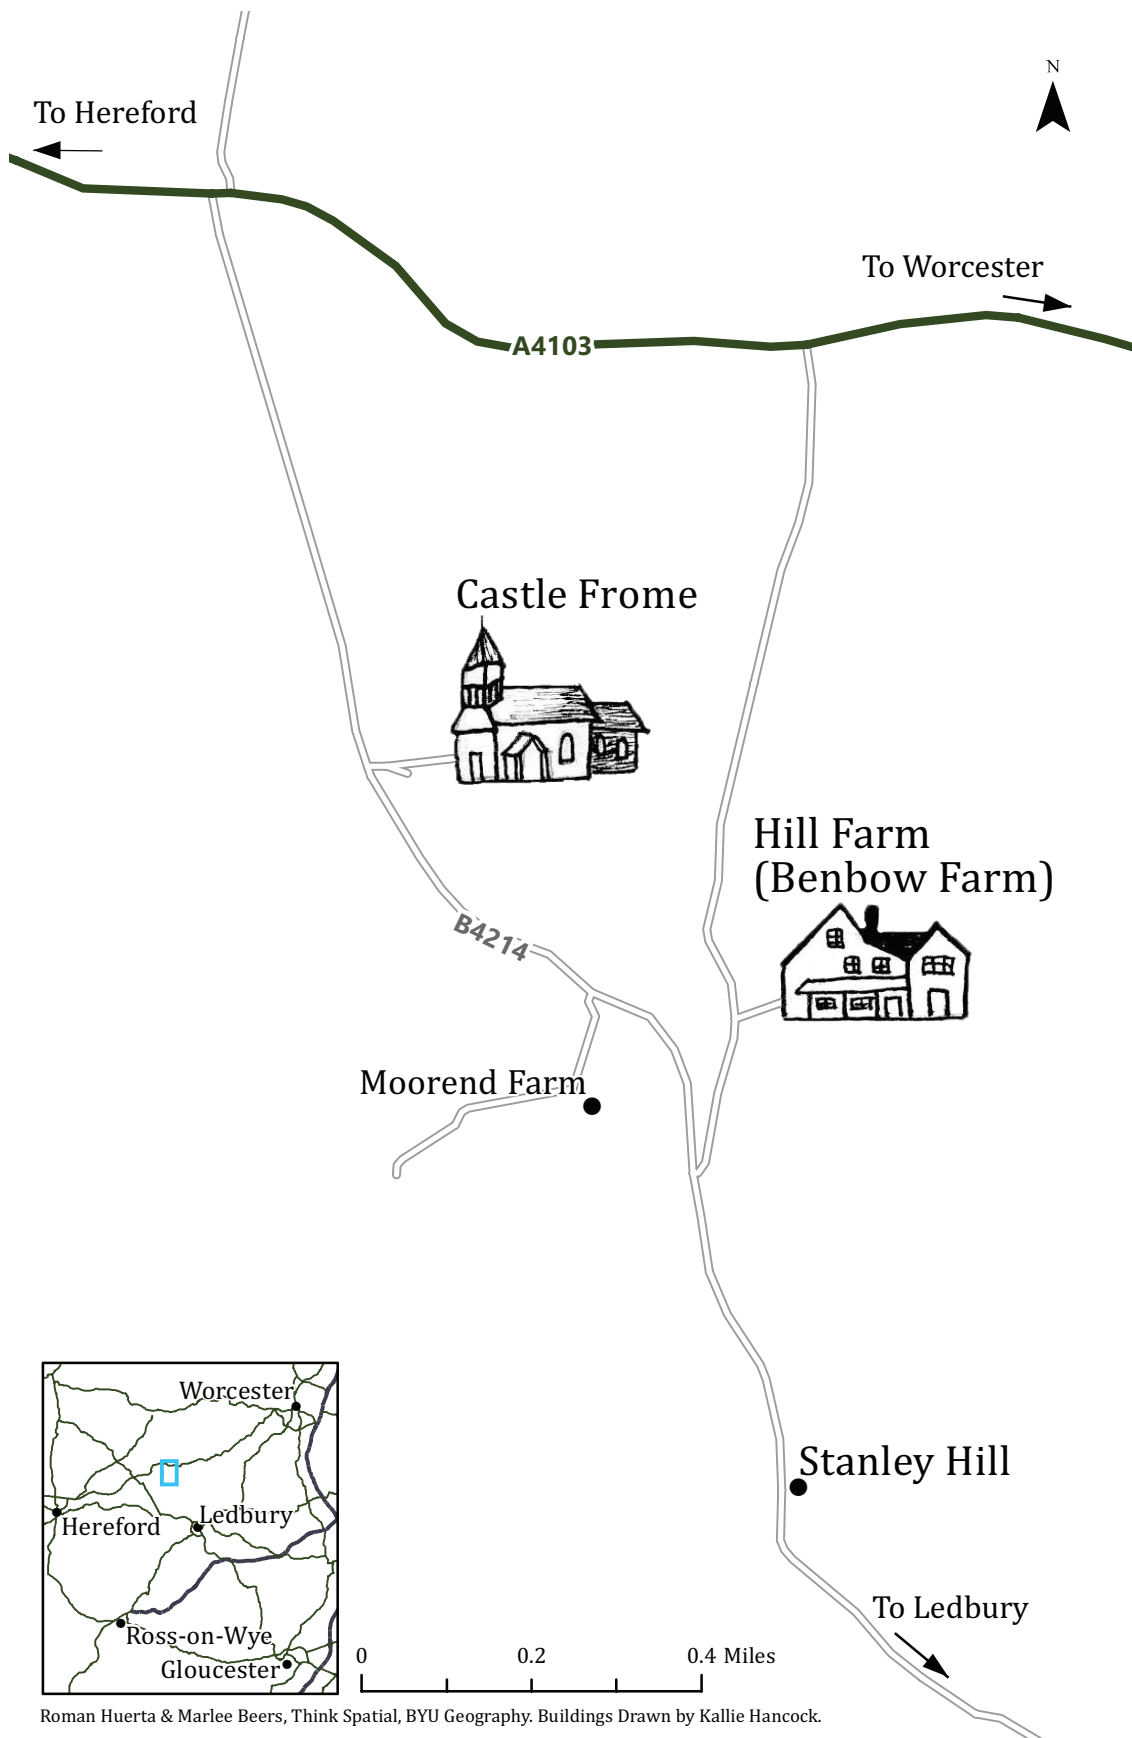 N
To Hereford
To Worcester
A4103
Castle Frome
Hill Farm
(Benbow Farm)
B4214
Moorend Farm
Stanley Hill
To Ledbury
Worcester
Hereford
Ledbury
Ross-on-Wye
Gloucester
0 0.2 0.4 Miles
Roman Huerta & Marlee Beers, Think Spatial, BYU Geography. Buildings Drawn by Kallie Hancock.